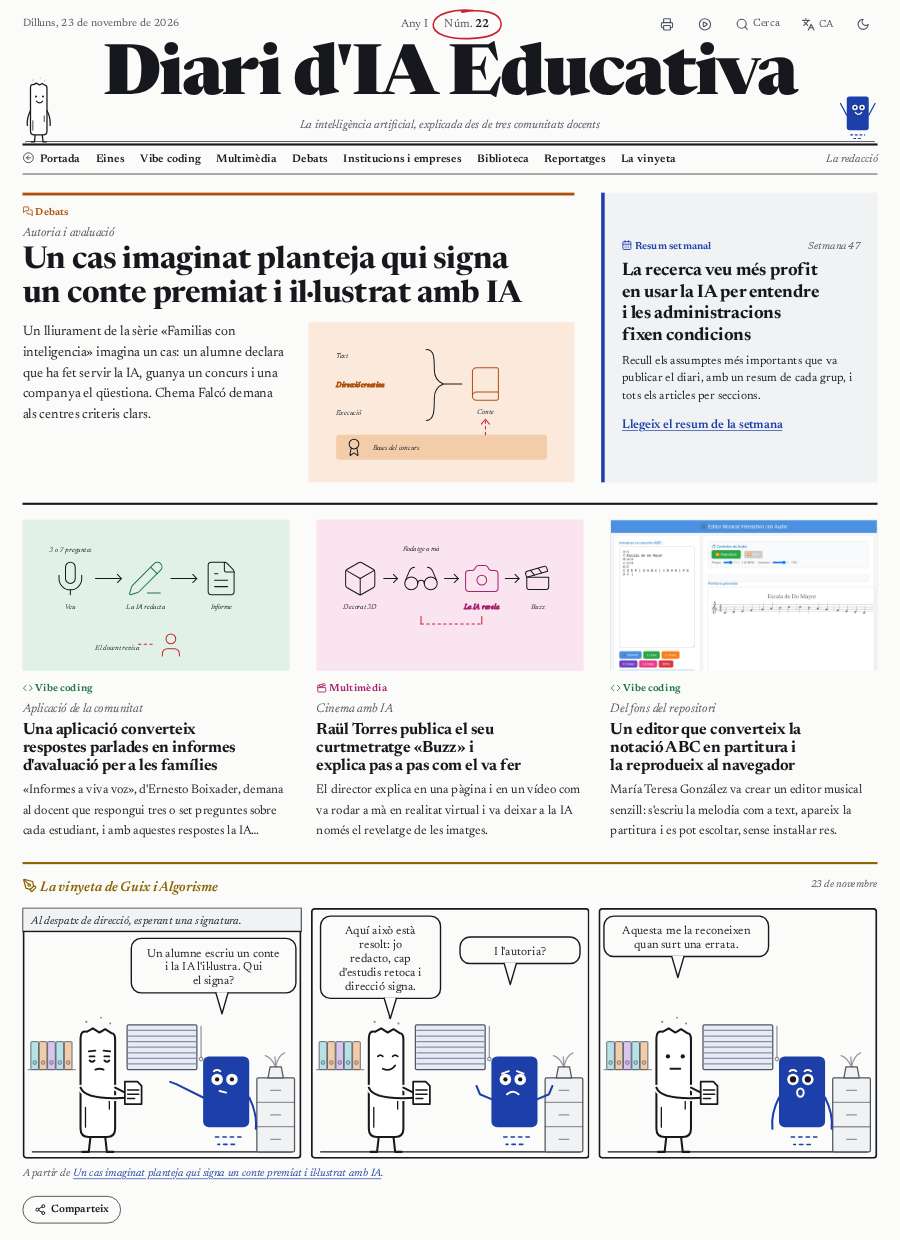 Dilluns, 23 de novembre de 2026
Any I
Núm. 22
Cerca
CA
Diari d'IA Educativa
La intel·ligència artificial, explicada des de tres comunitats docents
Portada
Eines
Vibe coding
Multimèdia
Debats
Institucions i empreses
Biblioteca
Reportatges
La vinyeta
La redacció
Debats
Autoria i avaluació
Un cas imaginat planteja qui signa
un conte premiat i il·lustrat amb IA
Un lliurament de la sèrie «Familias con
inteligencia» imagina un cas: un alumne declara
que ha fet servir la IA, guanya un concurs i una
companya el qüestiona. Chema Falcó demana
als centres criteris clars.
Text
Direcció creativa
Execució
Conte
Bases del concurs
Resum setmanal
Setmana 47
La recerca veu més profit
en usar la IA per entendre
i les administracions
fixen condicions
Recull els assumptes més importants que va
publicar el diari, amb un resum de cada grup, i
tots els articles per seccions.
Llegeix el resum de la setmana
3 o 7 preguntes
Veu
La IA redacta
Informe
El docent revisa
Vibe coding
Aplicació de la comunitat
Una aplicació converteix
respostes parlades en informes
d'avaluació per a les famílies
«Informes a viva voz», d'Ernesto Boixader, demana
al docent que respongui tres o set preguntes sobre
cada estudiant, i amb aquestes respostes la IA...
Rodatge a mà
Decorat 3D
La IA revela
Buzz
Multimèdia
Cinema amb IA
Raül Torres publica el seu
curtmetratge «Buzz» i
explica pas a pas com el va fer
El director explica en una pàgina i en un vídeo com
va rodar a mà en realitat virtual i va deixar a la IA
només el revelatge de les imatges.
Editor Musical Interactivo con Audio
Escala de Do Mayor
Vibe coding
Del fons del repositori
Un editor que converteix la
notació ABC en partitura i
la reprodueix al navegador
María Teresa González va crear un editor musical
senzill: s'escriu la melodia com a text, apareix la
partitura i es pot escoltar, sense instal·lar res.
La vinyeta de Guix i Algorisme
23 de novembre
Al despatx de direcció, esperant una signatura.
Un alumne escriu un conte
i la IA l'il·lustra. Qui
el signa?
Aquí això està
resolt: jo
redacto, cap
d'estudis retoca i
direcció signa.
I l'autoria?
Aquesta me la reconeixen
quan surt una errata.
A partir de Un cas imaginat planteja qui signa un conte premiat i il·lustrat amb IA.
Comparteix